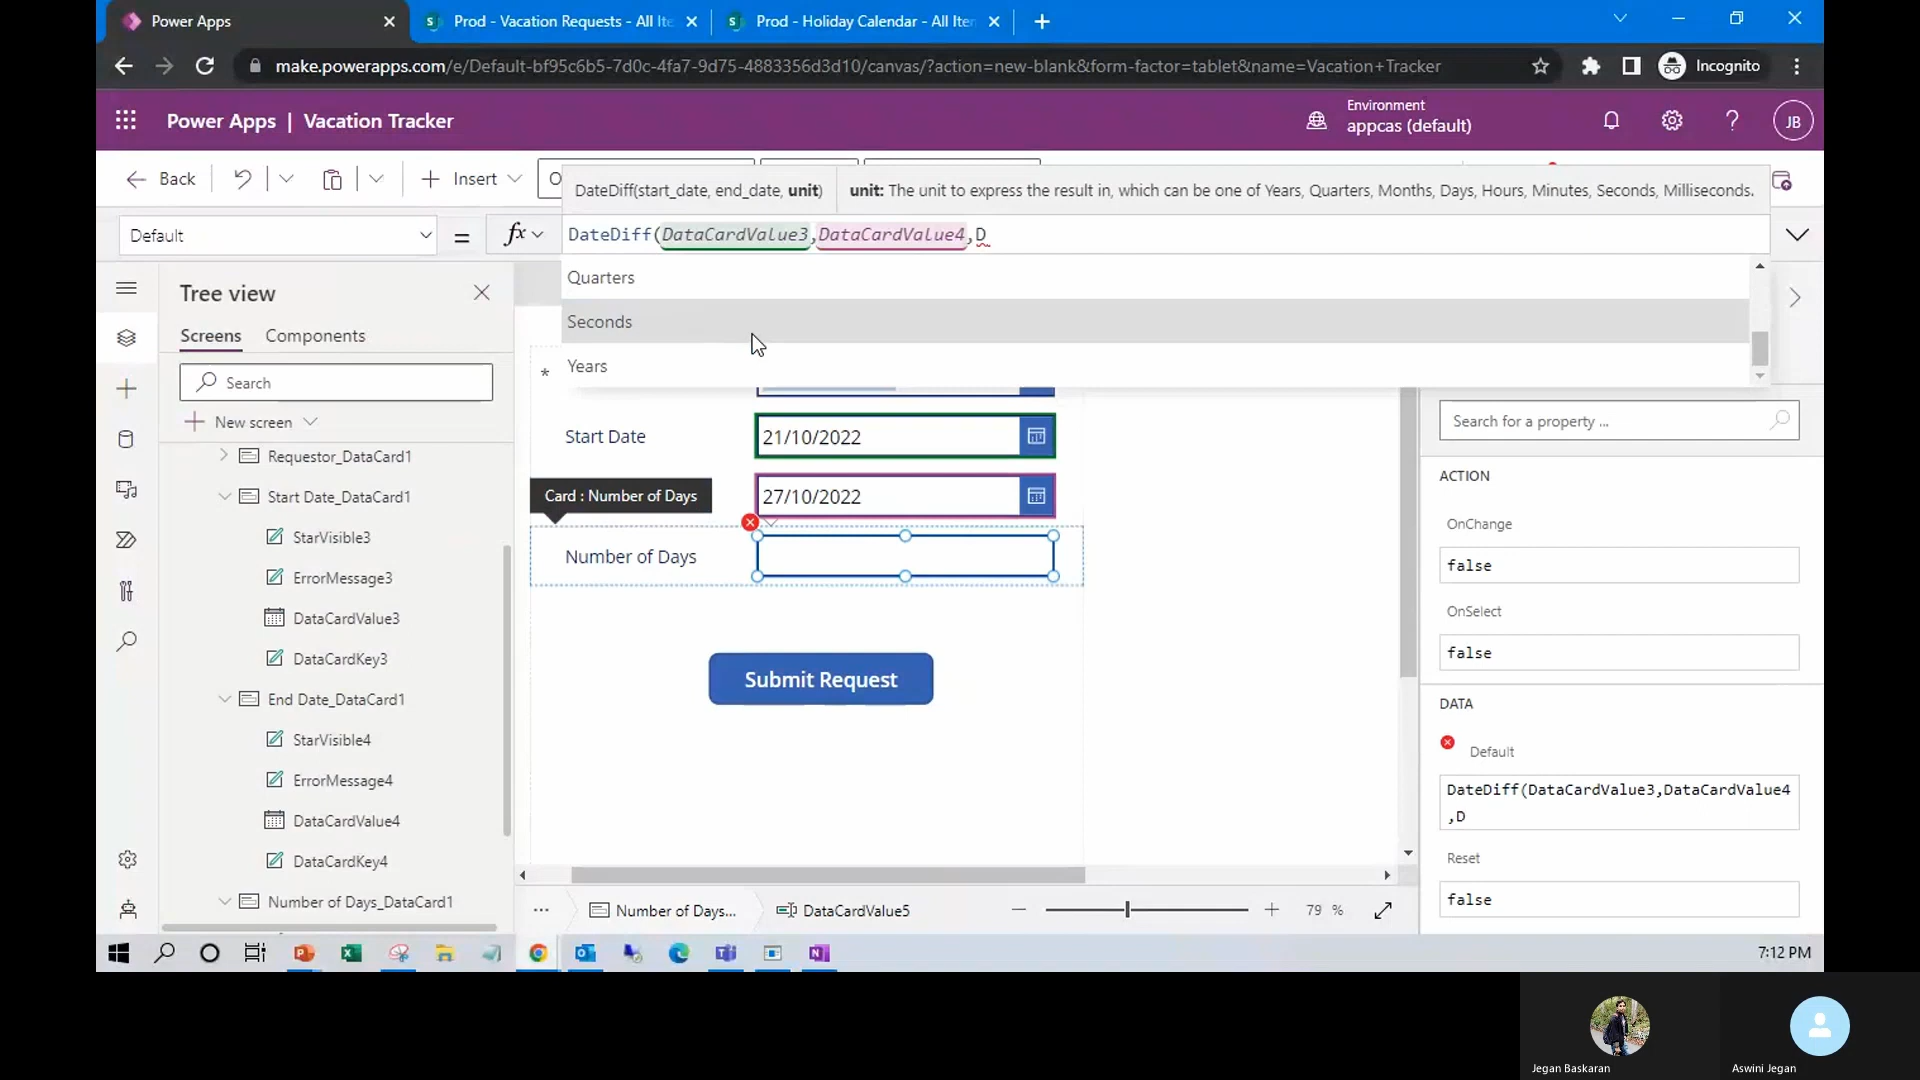 Power Apps
Prod - Vacation Requests - All Ite
Prod - Holiday Calendar - All Iten
make.powerapps.com/e/Default-bf95c6b5-7d0c-4fa7-9d75-4883356d3d10/canvas/?action=new-blank&form-factor=tablet&name=Vacation+Tracker
Incognito
Power Apps | Vacation Tracker
Environment
appcas (default)
JB
Back
Insert
DateDiff(start_date, end_date, unit)
unit: The unit to express the result in, which can be one of Years, Quarters, Months, Days, Hours, Minutes, Seconds, Milliseconds.
Default
=
fx
DateDiff(DataCardValue3,DataCardValue4,D
Quarters
Seconds
Years
Tree view
Screens
Components
Search
New screen
Requestor_DataCard1
Start Date_DataCard1
StarVisible3
ErrorMessage3
DataCardValue3
DataCardKey3
End Date_DataCard1
StarVisible4
ErrorMessage4
DataCardValue4
DataCardKey4
Number of Days_DataCard1
*
Start Date
21/10/2022
Card : Number of Days
27/10/2022
Number of Days
Submit Request
Search for a property ...
ACTION
OnChange
false
OnSelect
false
DATA
Default
DateDiff(DataCardValue3,DataCardValue4
,D
Reset
false
... Number of Days... DataCardValue5
79 %
7:12 PM
Jegan Baskaran
Aswini Jegan